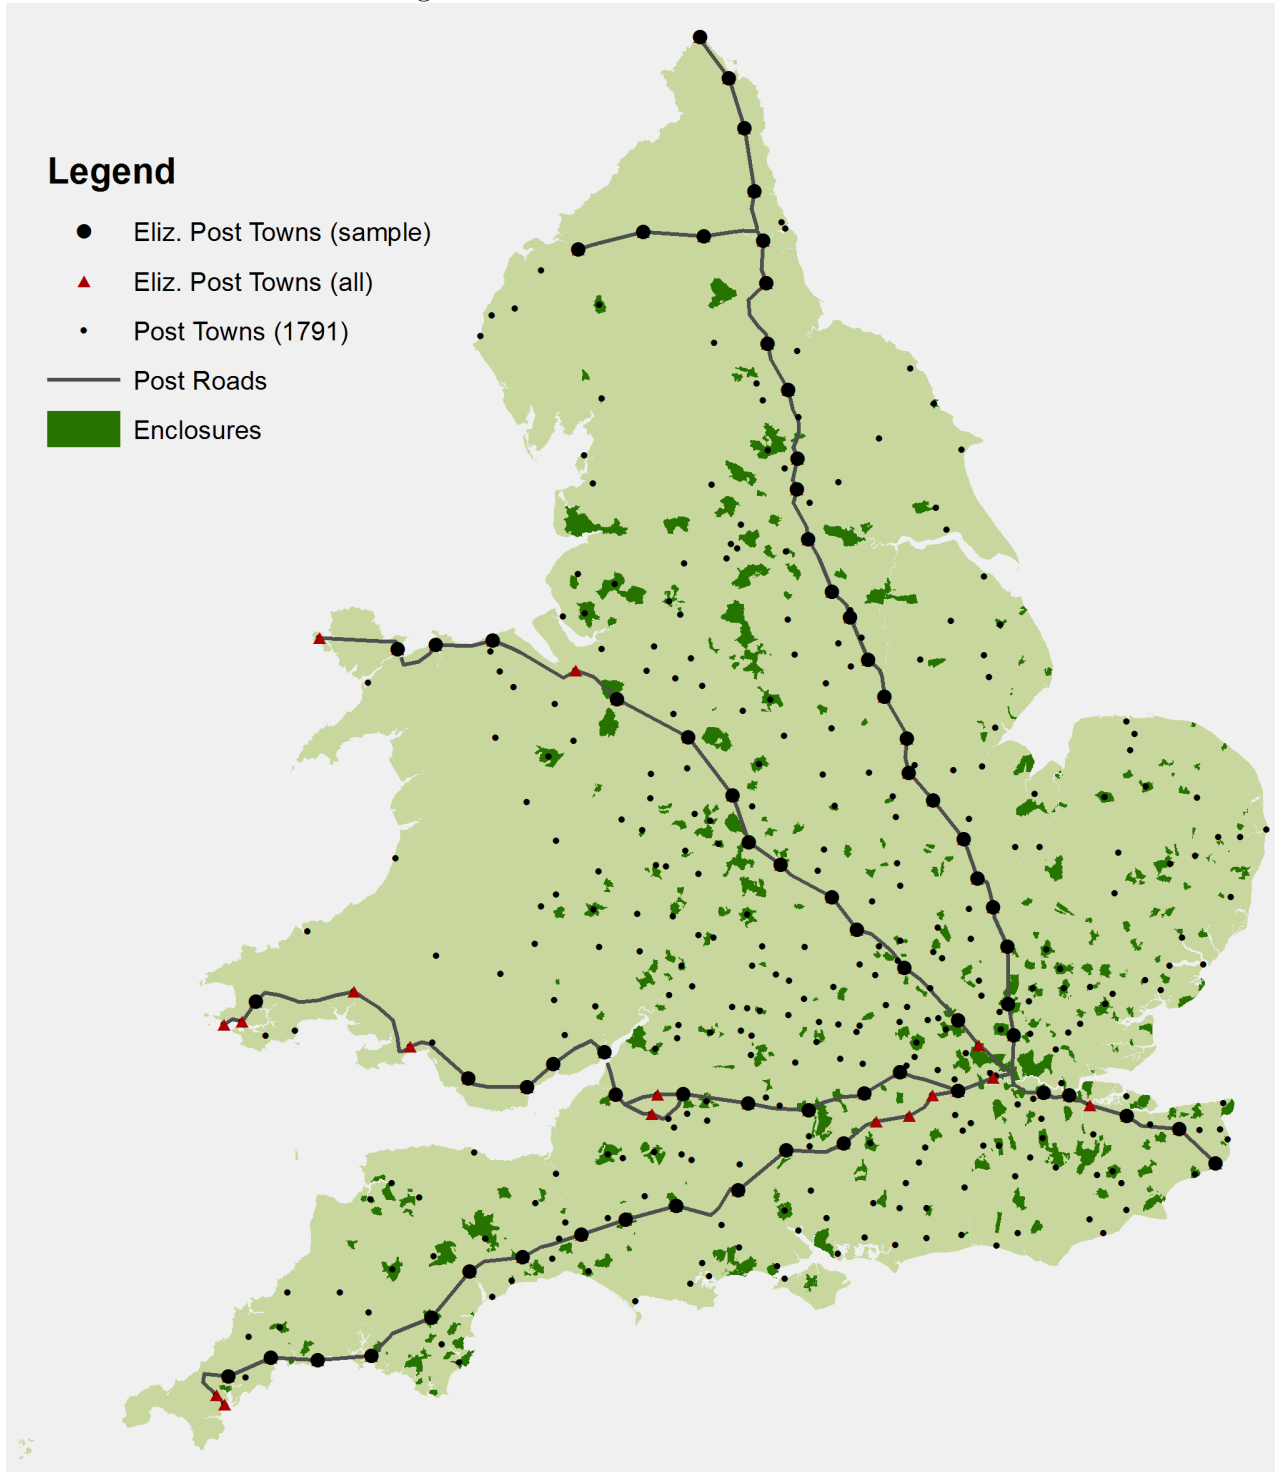 Legend
Eliz. Post Towns (sample)
Eliz. Post Towns (all)
Post Towns (1791)
Post Roads
Enclosures